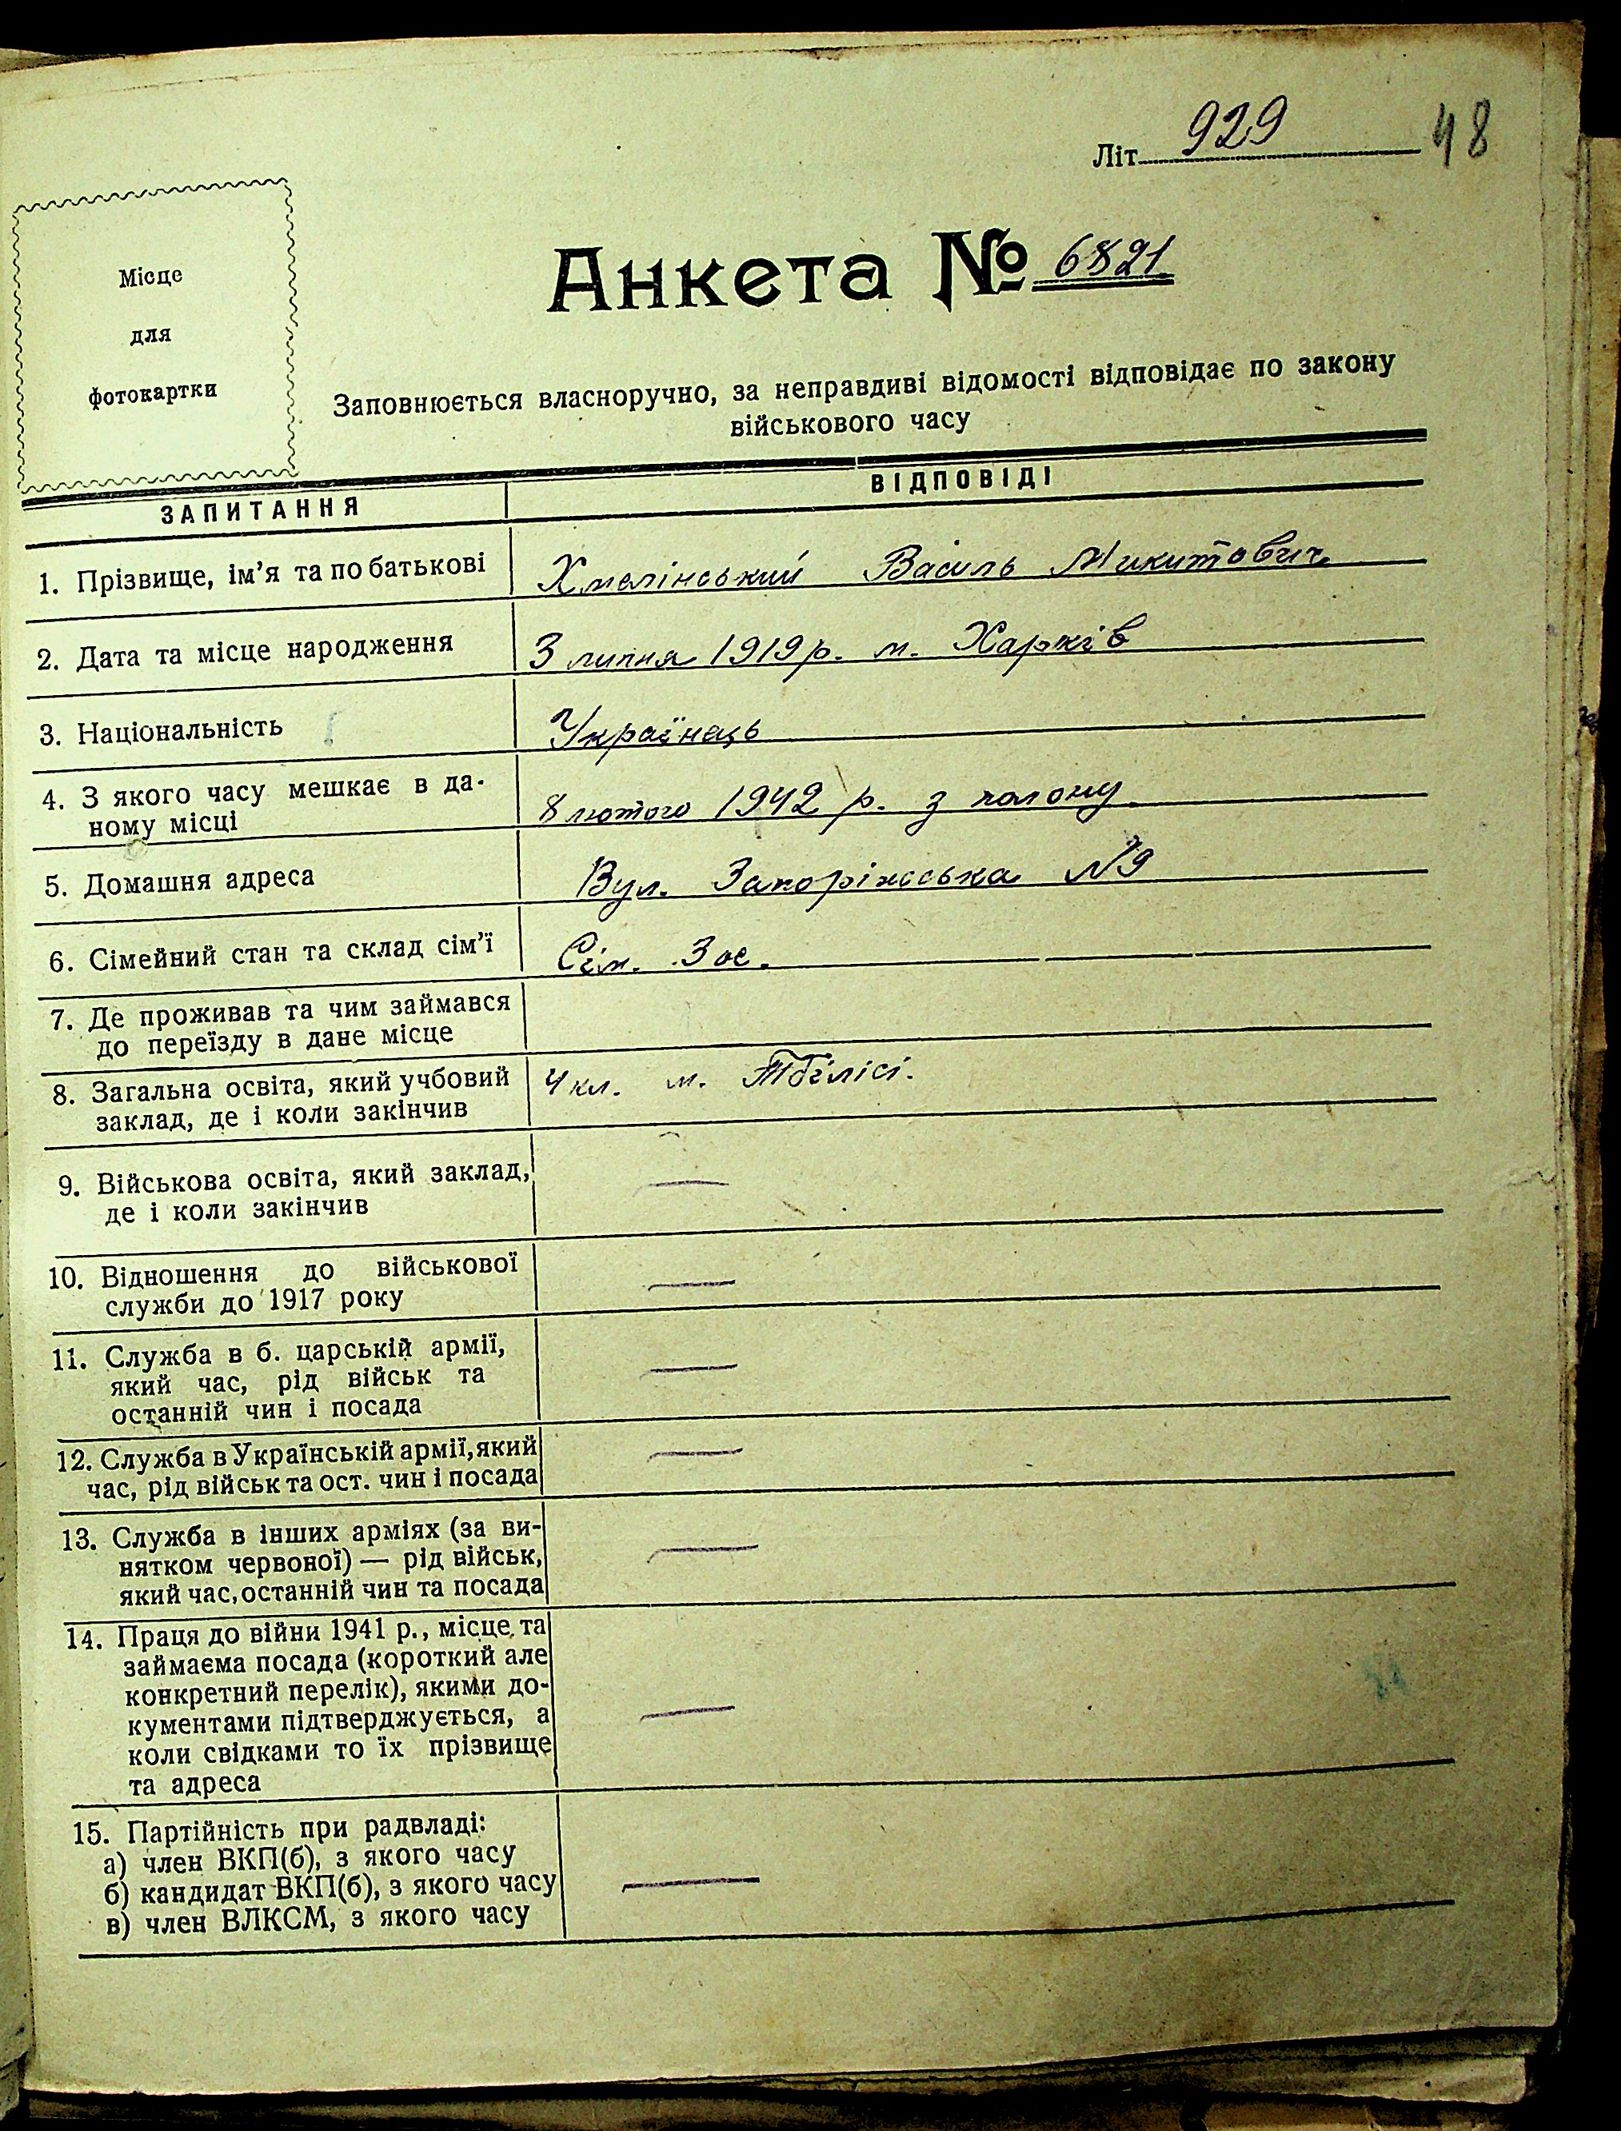 Літ. 929 48
Місце
для
фотокартки
Анкета № 6821
Заповнюється власноручно, за неправдиві відомості відповідає по закону
військового часу
ЗАПИТАННЯ ВІДПОВІДІ
1. Прізвище, ім'я та по батькові Хмелінський Василь Микитович
2. Дата та місце народження 3 липня 1919 р. м. Харків
3. Національність Українець
4. З якого часу мешкає в да- 8 лютого 1942 р. з полону
ному місці
5. Домашня адреса Вул. Запоріжська №9
6. Сімейний стан та склад сім'ї Сім. 3 ос.
7. Де проживав та чим займався
до переїзду в дане місце
8. Загальна освіта, який учбовий 4 кл. м. Тбілісі.
заклад, де і коли закінчив
9. Військова освіта, який заклад, —
де і коли закінчив
10. Відношення до військової —
служби до 1917 року
11. Служба в б. царській армії, —
який час, рід військ та
останній чин і посада
12. Служба в Українській армії, який —
час, рід військ та ост. чин і посада
13. Служба в інших арміях (за ви- —
нятком червоної) — рід військ,
який час, останній чин та посада
14. Праця до війни 1941 р., місце, та
займаєма посада (короткий але
конкретний перелік), якими до-
кументами підтверджується, а —
коли свідками то їх прізвище
та адреса
15. Партійність при радвладі:
а) член ВКП(б), з якого часу
б) кандидат ВКП(б), з якого часу —
в) член ВЛКСМ, з якого часу